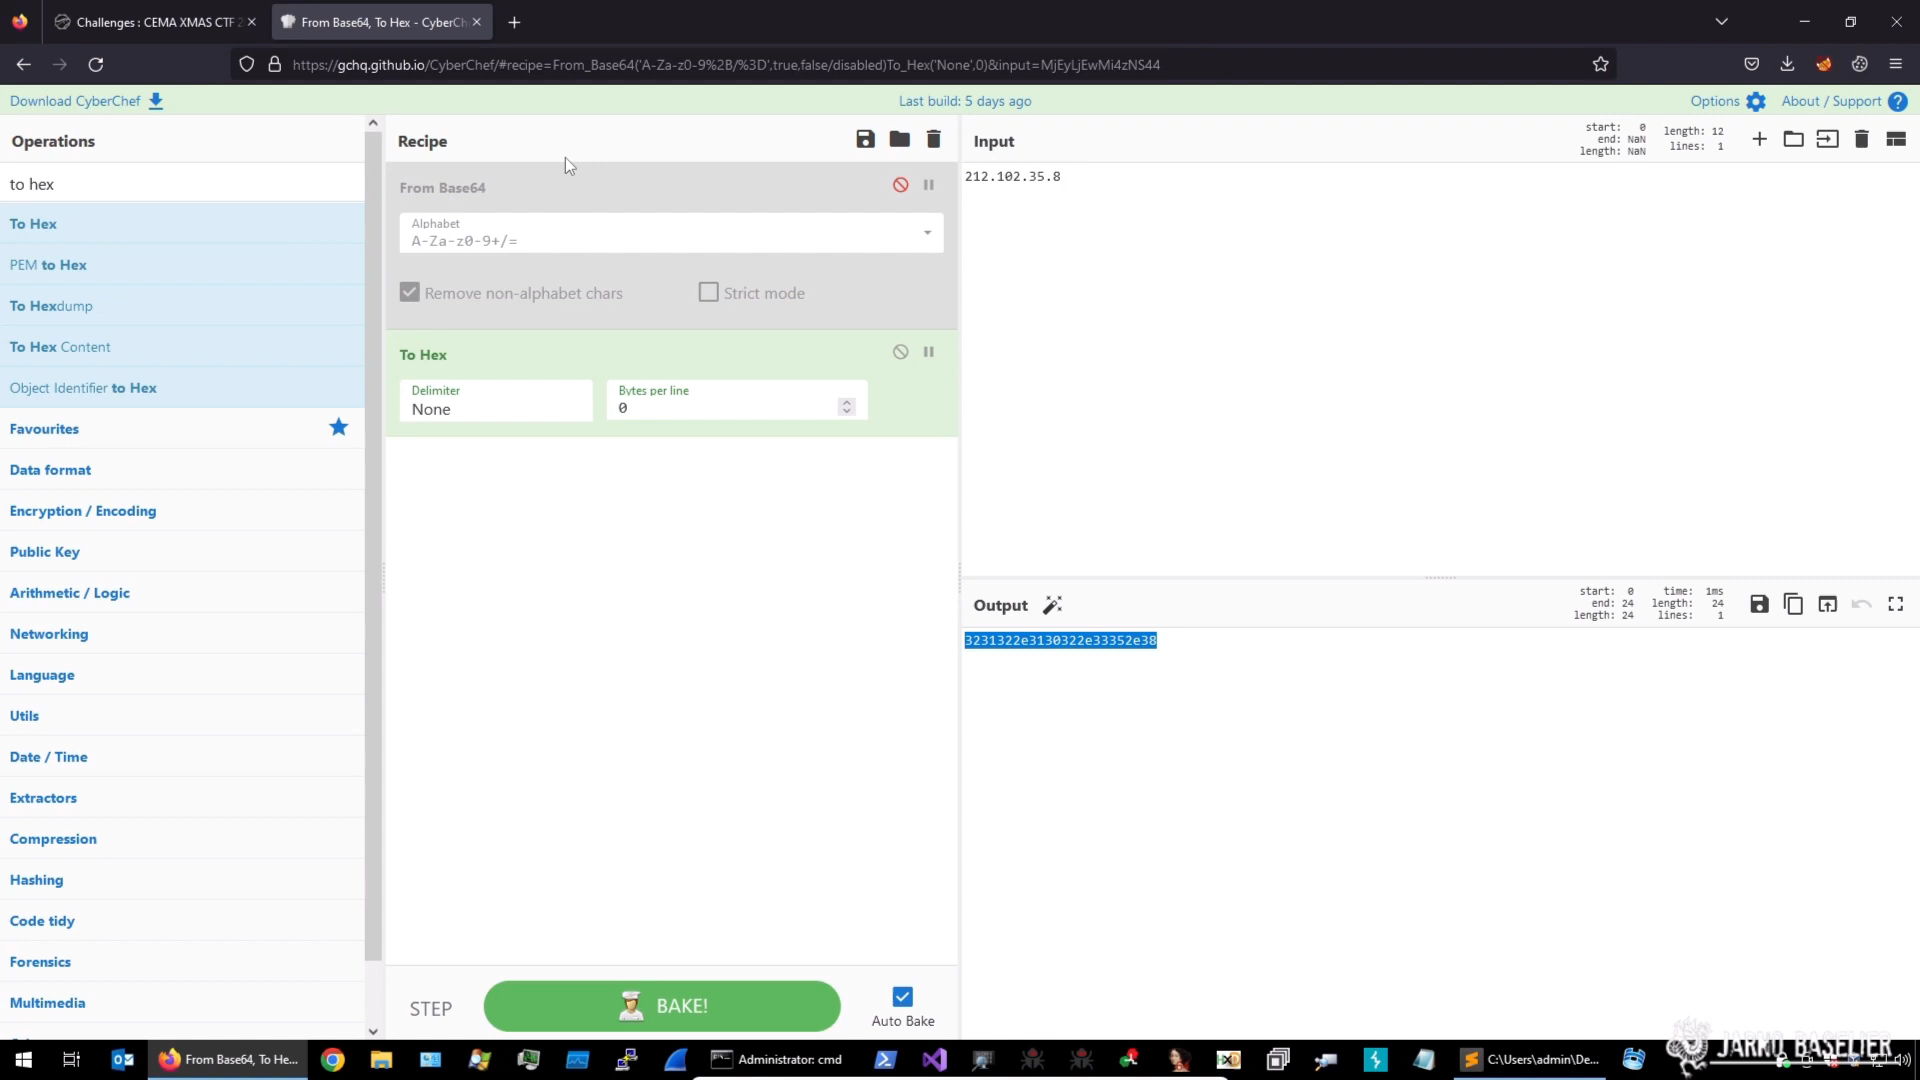 Challenges : CEMA XMAS CTF 2
From Base64, To Hex - CyberCh
https://gchq.github.io/CyberChef/#recipe=From_Base64('A-Za-z0-9%2B/%3D',true,false/disabled)To_Hex('None',0)&input=MjEyLjEwMi4zNS44
Download CyberChef
Last build: 5 days ago
Options
About / Support
Operations
to hex
To Hex
PEM to Hex
To Hexdump
To Hex Content
Object Identifier to Hex
Favourites
Data format
Encryption / Encoding
Public Key
Arithmetic / Logic
Networking
Language
Utils
Date / Time
Extractors
Compression
Hashing
Code tidy
Forensics
Multimedia
Recipe
From Base64
Alphabet
A-Za-z0-9+/=
Remove non-alphabet chars
Strict mode
To Hex
Delimiter
None
Bytes per line
0
STEP
BAKE!
Auto Bake
Input
start: 0
end: NaN
length: NaN
length: 12
lines: 1
212.102.35.8
Output
start: 0
end: 24
length: 24
time: 1ms
length: 24
lines: 1
3231322e3130322e33352e38
From Base64, To He...
Administrator: cmd
C:\Users\admin\De...
JARNO BASELIER